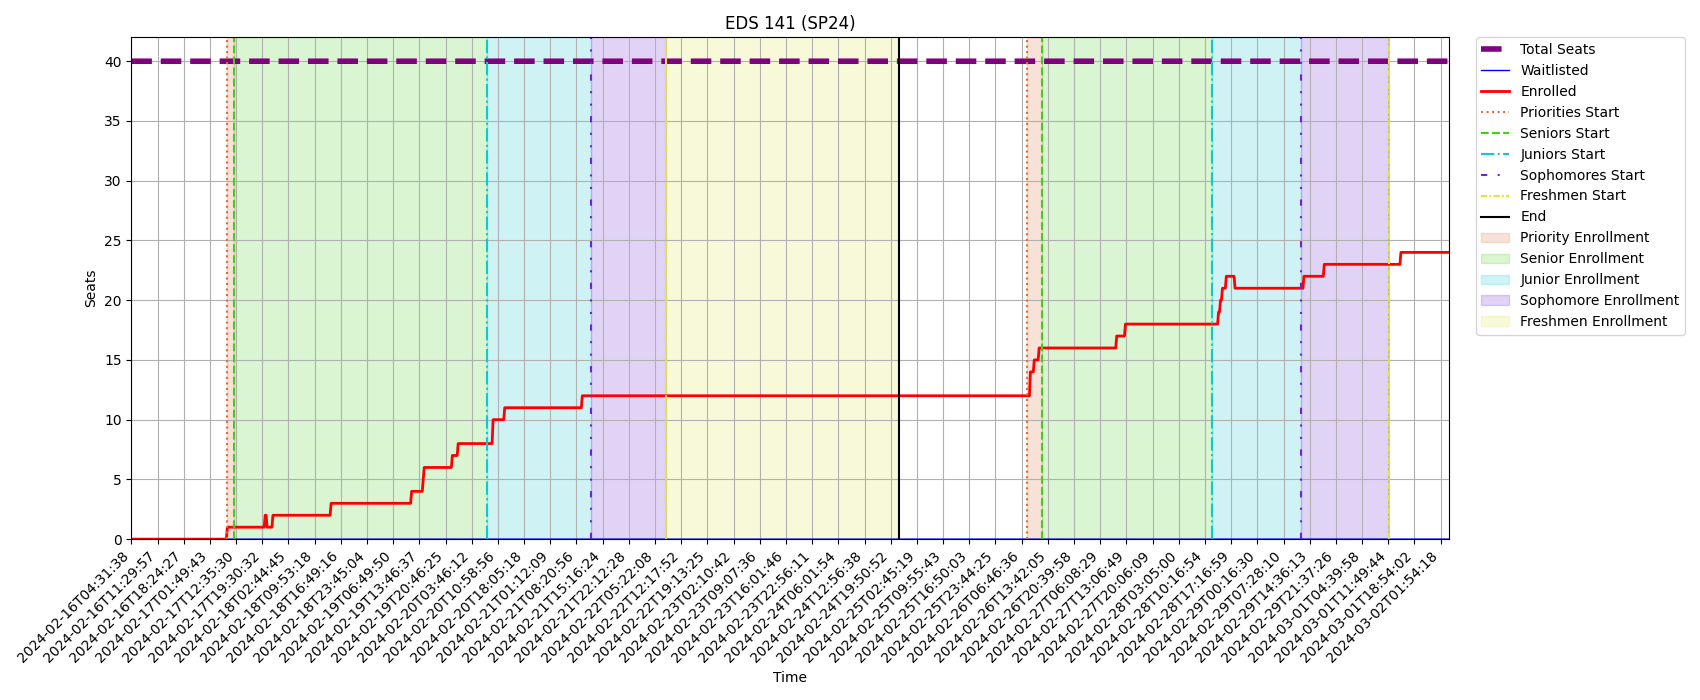 EDS 141 (SP24)
Seats
40
35
30
25
20
15
10
5
0
2024-02-16T04:31:38
2024-02-16T11:29:57
2024-02-16T18:24:27
2024-02-17T01:49:43
2024-02-17T12:35:30
2024-02-17T19:30:32
2024-02-18T02:44:45
2024-02-18T09:53:18
2024-02-18T16:49:16
2024-02-18T23:45:04
2024-02-19T06:49:50
2024-02-19T13:46:37
2024-02-19T20:46:25
2024-02-20T03:46:12
2024-02-20T10:58:56
2024-02-20T18:05:18
2024-02-21T01:12:09
2024-02-21T08:20:56
2024-02-21T15:16:24
2024-02-21T22:12:28
2024-02-22T05:22:08
2024-02-22T12:17:52
2024-02-22T19:13:25
2024-02-23T02:10:42
2024-02-23T09:07:36
2024-02-23T16:01:46
2024-02-23T22:56:11
2024-02-24T06:01:54
2024-02-24T12:56:38
2024-02-24T19:50:52
2024-02-25T02:45:19
2024-02-25T09:55:43
2024-02-25T16:50:03
2024-02-25T23:44:25
2024-02-26T06:46:36
2024-02-26T13:42:05
2024-02-26T20:39:58
2024-02-27T06:08:29
2024-02-27T13:06:49
2024-02-27T20:06:09
2024-02-28T03:05:00
2024-02-28T10:16:54
2024-02-28T17:16:59
2024-02-29T00:16:30
2024-02-29T07:28:10
2024-02-29T14:36:13
2024-02-29T21:37:26
2024-03-01T04:39:58
2024-03-01T11:49:44
2024-03-01T18:54:02
2024-03-02T01:54:18
Time
Total Seats
Waitlisted
Enrolled
Priorities Start
Seniors Start
Juniors Start
Sophomores Start
Freshmen Start
End
Priority Enrollment
Senior Enrollment
Junior Enrollment
Sophomore Enrollment
Freshmen Enrollment